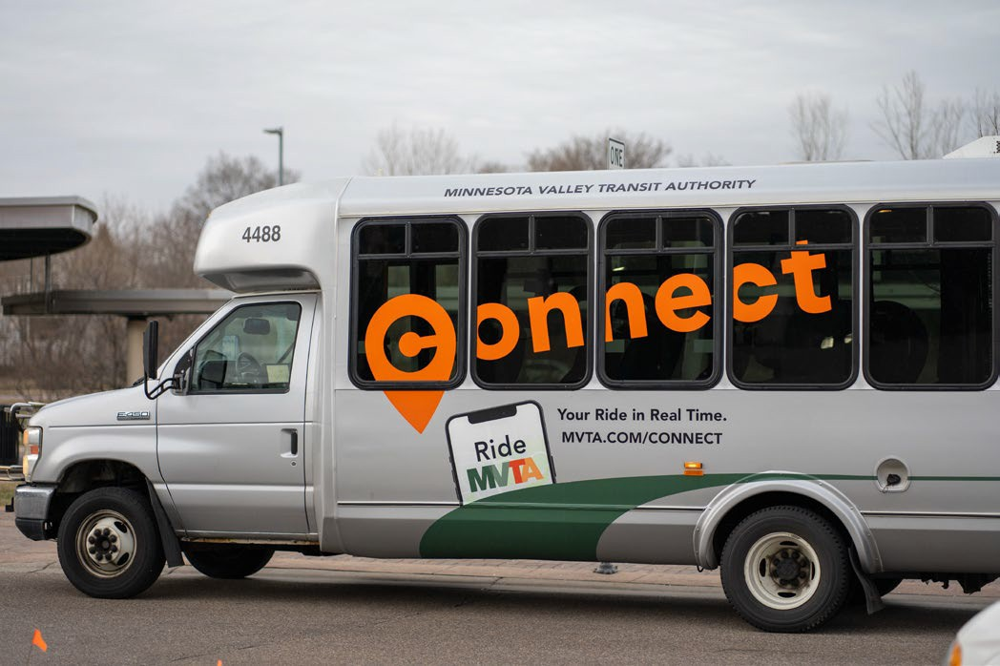 ONE
MINNESOTA VALLEY TRANSIT AUTHORITY
4488
Connect
E-450
Your Ride in Real Time.
MVTA.COM/CONNECT
Ride
MVTA